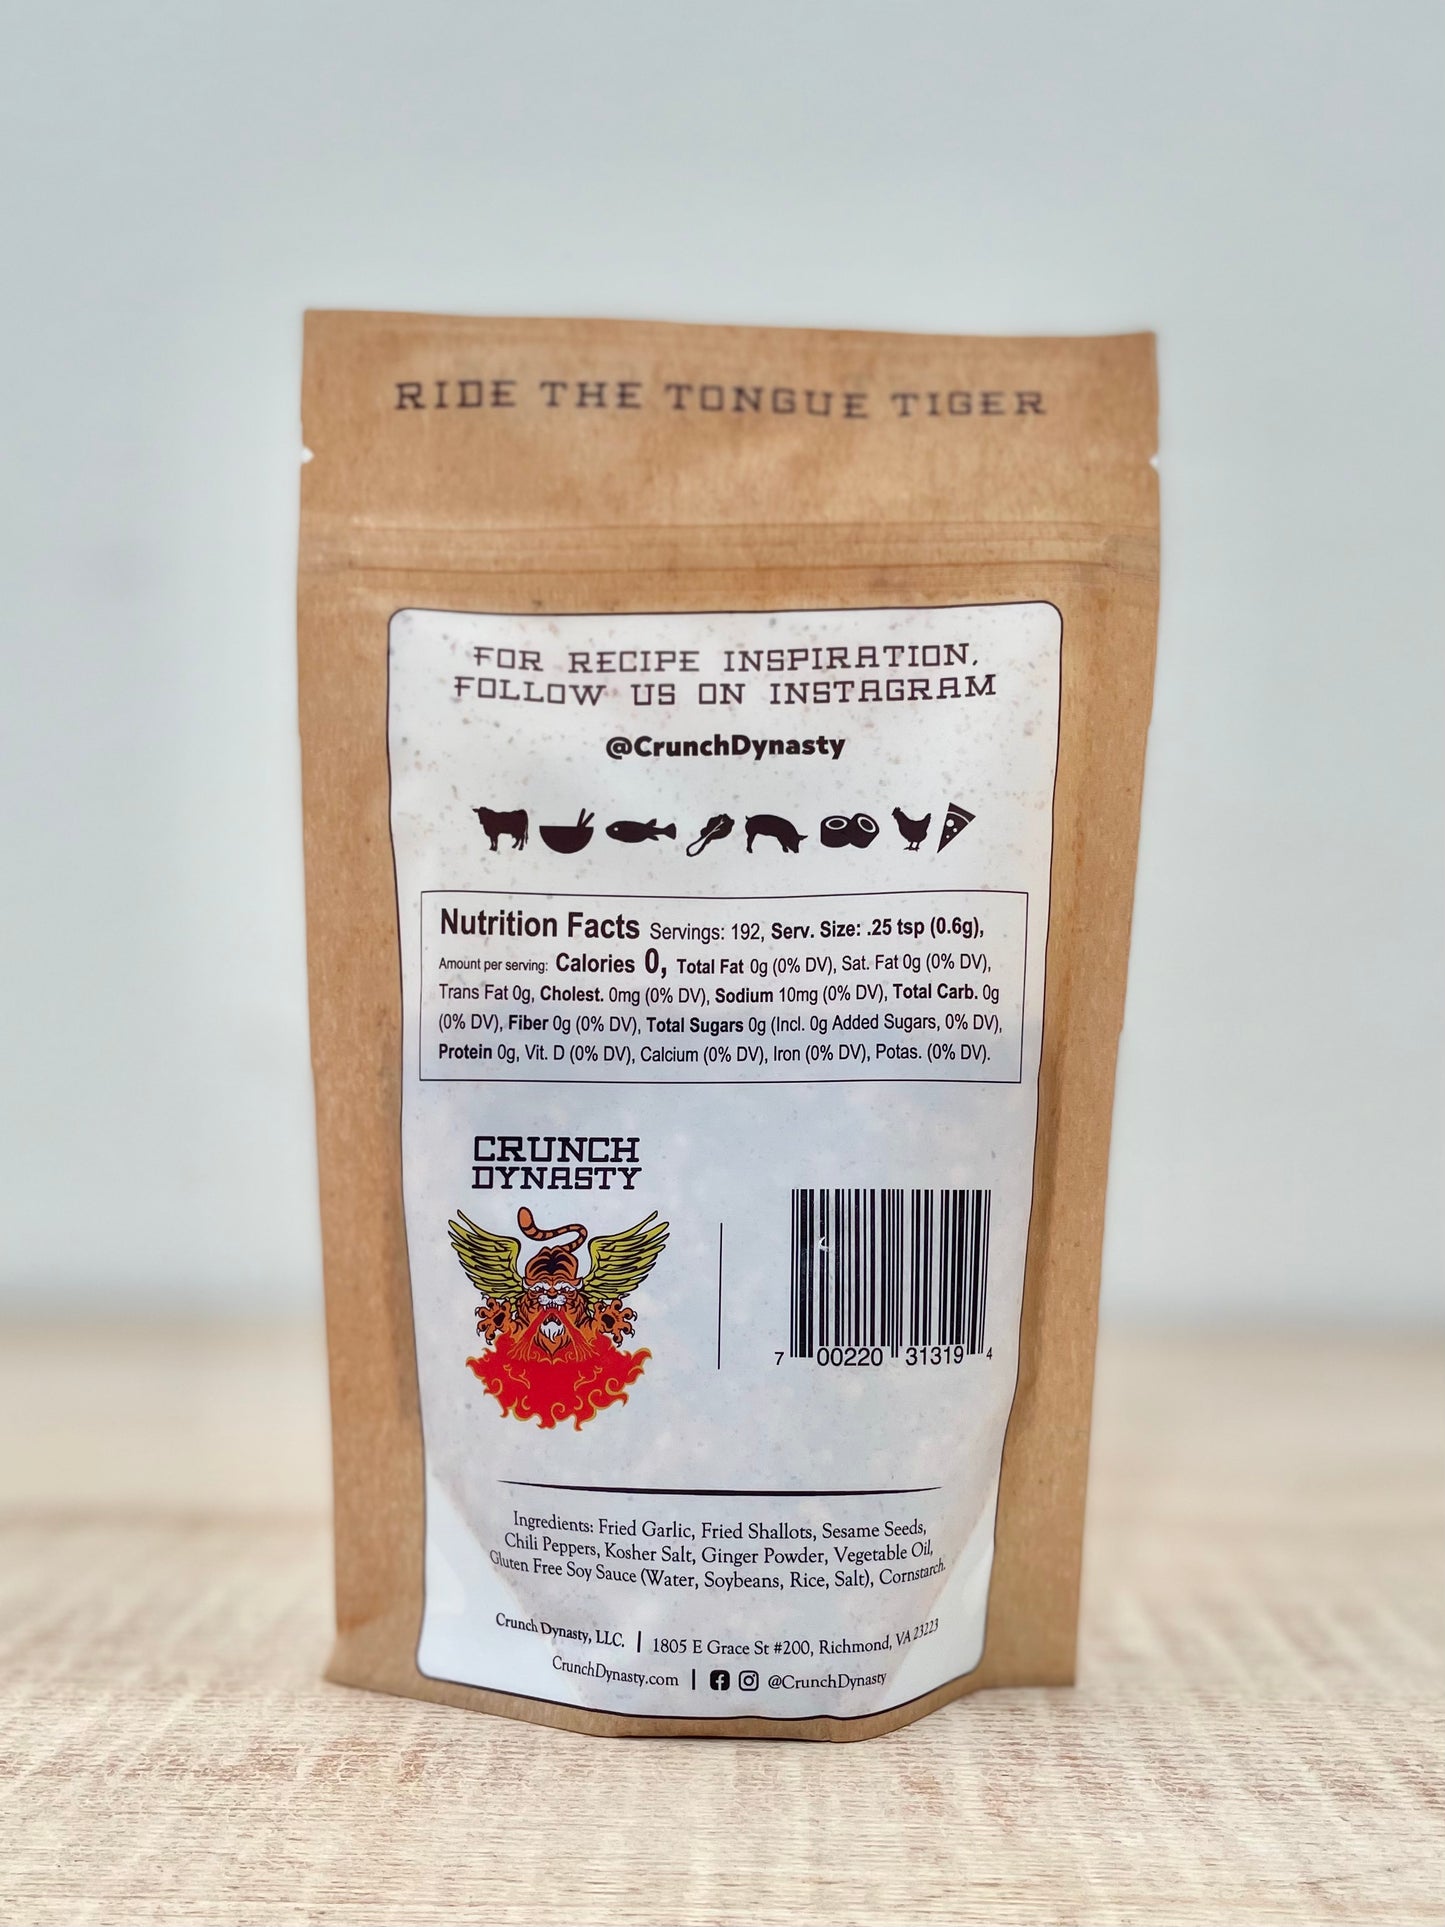 RIDE THE TONGUE TIGER
FOR RECIPE INSPIRATION,
FOLLOW US ON INSTAGRAM
@CrunchDynasty
Nutrition Facts Servings: 192, Serv. Size: .25 tsp (0.6g),
Amount per serving: Calories 0, Total Fat 0g (0% DV), Sat. Fat 0g (0% DV),
Trans Fat 0g, Cholest. 0mg (0% DV), Sodium 10mg (0% DV), Total Carb. 0g
(0% DV), Fiber 0g (0% DV), Total Sugars 0g (Incl. 0g Added Sugars, 0% DV),
Protein 0g, Vit. D (0% DV), Calcium (0% DV), Iron (0% DV), Potas. (0% DV).
CRUNCH
DYNASTY
7 00220 31319 4
Ingredients: Fried Garlic, Fried Shallots, Sesame Seeds,
Chili Peppers, Kosher Salt, Ginger Powder, Vegetable Oil,
Gluten Free Soy Sauce (Water, Soybeans, Rice, Salt), Cornstarch.
Crunch Dynasty, LLC. | 1805 E Grace St #200, Richmond, VA 23223
CrunchDynasty.com | @CrunchDynasty